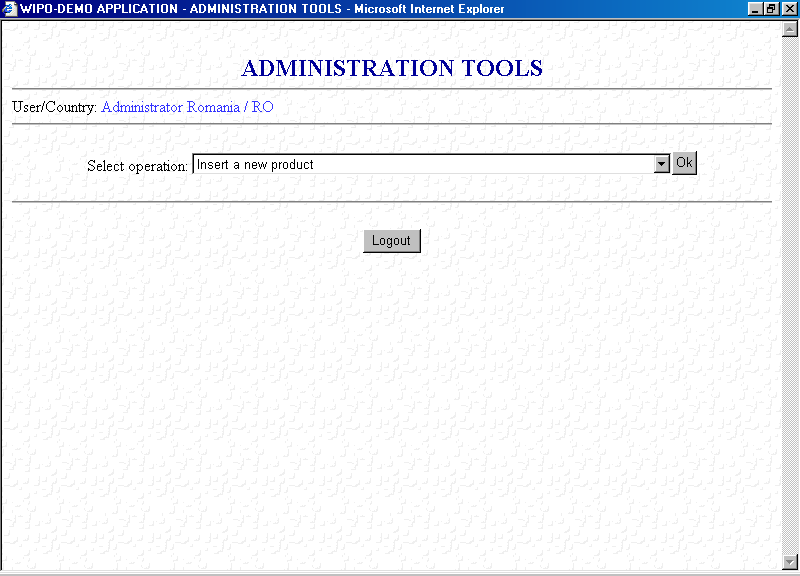 WIPO-DEMO APPLICATION - ADMINISTRATION TOOLS - Microsoft Internet Explorer
ADMINISTRATION TOOLS
User/Country: Administrator Romania / RO
Select operation: Insert a new product Ok
Logout